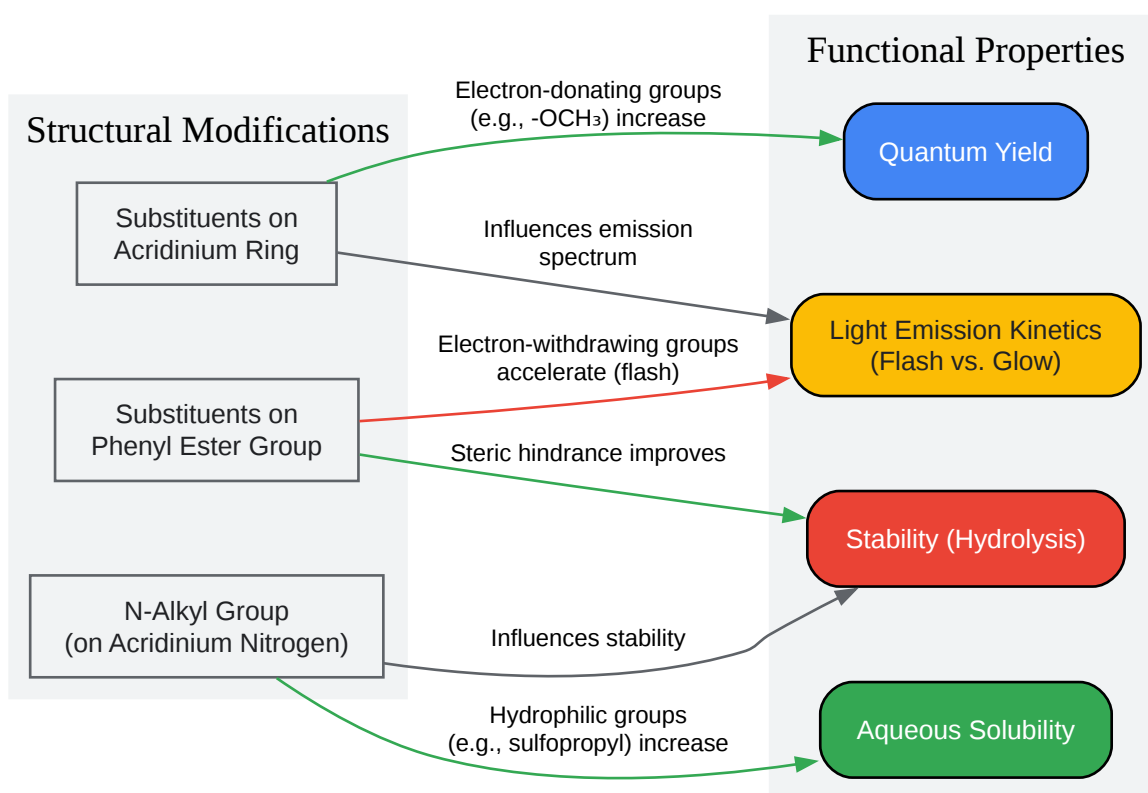 Functional Properties
Structural Modifications
Electron-donating groups
(e.g., -OCH₃) increase
Quantum Yield
Substituents on
Acridinium Ring
Influences emission
spectrum
Light Emission Kinetics
(Flash vs. Glow)
Electron-withdrawing groups
accelerate (flash)
Substituents on
Phenyl Ester Group
Steric hindrance improves
Stability (Hydrolysis)
N-Alkyl Group
(on Acridinium Nitrogen)
Influences stability
Hydrophilic groups
(e.g., sulfopropyl) increase
Aqueous Solubility